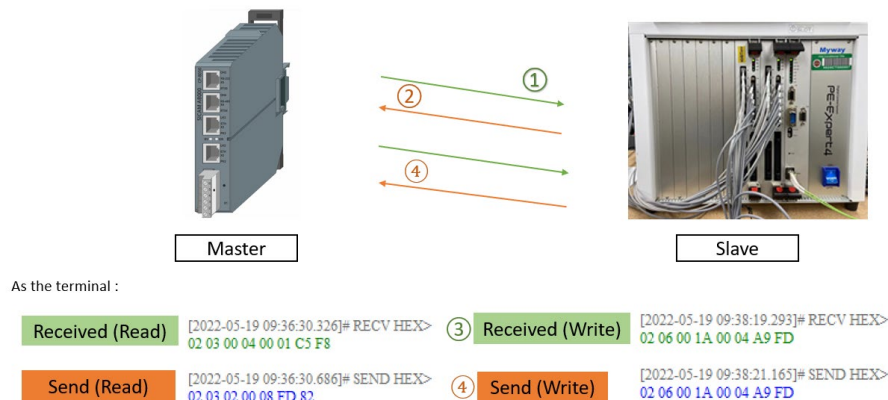 ①
②
④
Myway
PE-Expert4
Master
Slave
As the terminal :
Received (Read)
[2022-05-19 09:36:30.326]# RECV HEX>
02 03 00 04 00 01 C5 F8
③
Received (Write)
[2022-05-19 09:38:19.293]# RECV HEX>
02 06 00 1A 00 04 A9 FD
Send (Read)
[2022-05-19 09:36:30.686]# SEND HEX>
02 03 02 00 08 FD 82
④
Send (Write)
[2022-05-19 09:38:21.165]# SEND HEX>
02 06 00 1A 00 04 A9 FD